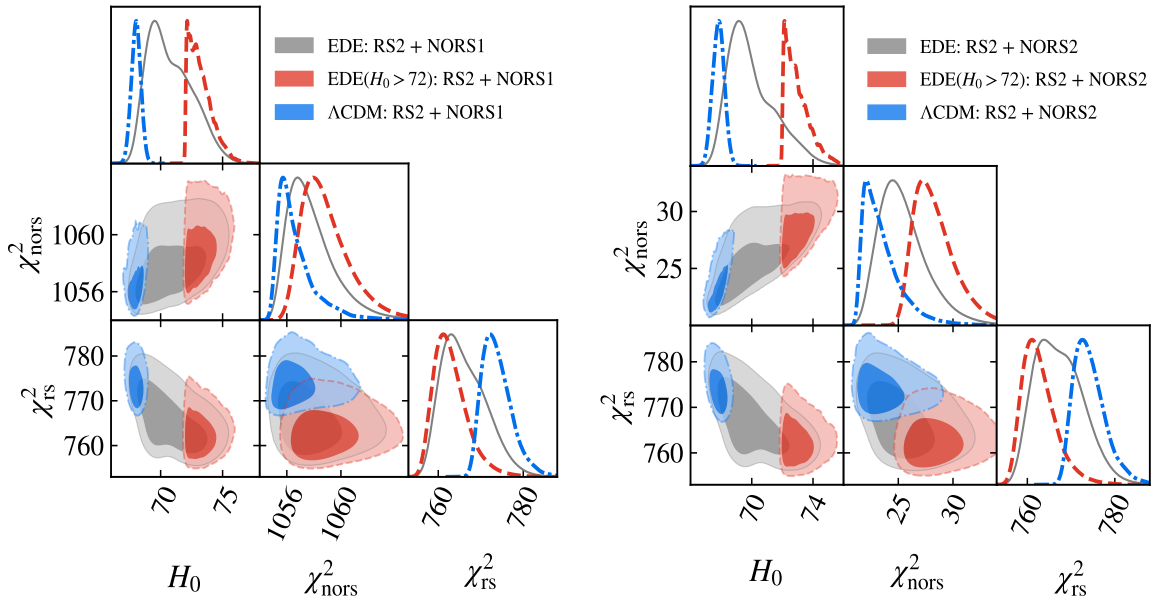 EDE: RS2 + NORS1
EDE(H₀ > 72): RS2 + NORS1
ΛCDM: RS2 + NORS1
χ²nors
1060
1056
χ²rs
780
770
760
70
75
1056
1060
760
780
H₀
χ²nors
χ²rs
EDE: RS2 + NORS2
EDE(H₀ > 72): RS2 + NORS2
ΛCDM: RS2 + NORS2
χ²nors
30
25
χ²rs
780
770
760
70
74
25
30
760
780
H₀
χ²nors
χ²rs